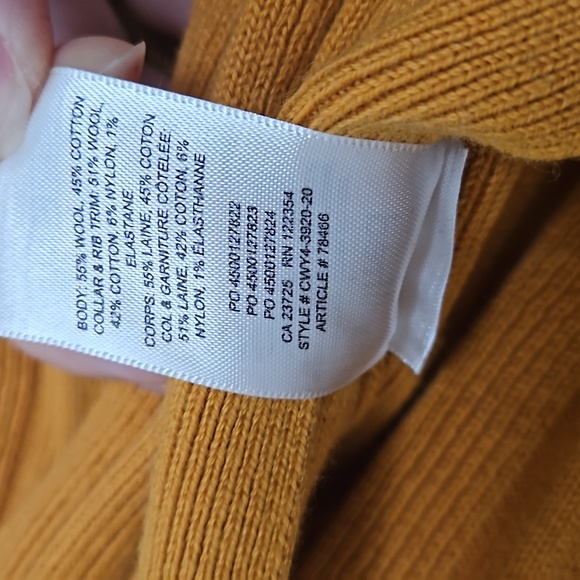 BODY: 55% WOOL, 45% COTTON
COLLAR & RIB TRIM: 51% WOOL,
42% COTTON, 6% NYLON, 1%
ELASTANE
CORPS: 55% LAINE, 45% COTON
COL & GARNITURE CÔTELÉE:
51% LAINE, 42% COTON, 6%
NYLON, 1% ÉLASTHANNE
PO 4500127822
PO 4500127823
PO 4500127824
CA 23725 RN 122354
STYLE # CWY4-3920-20
ARTICLE # 78466